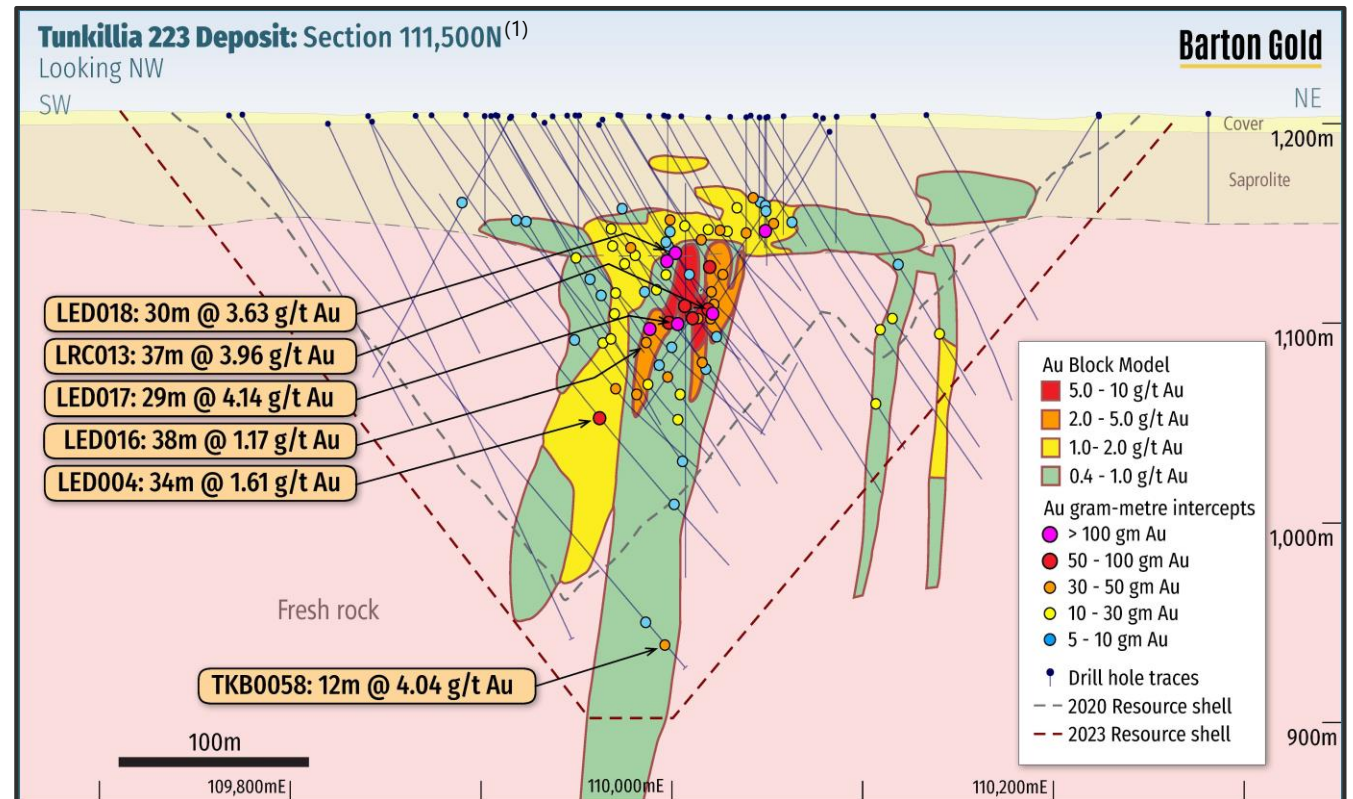 Tunkillia 223 Deposit: Section 111,500N(1)
Looking NW
SW
Barton Gold
NE
Cover
1,200m
Saprolite
LED018: 30m @ 3.63 g/t Au
LRC013: 37m @ 3.96 g/t Au
LED017: 29m @ 4.14 g/t Au
LED016: 38m @ 1.17 g/t Au
LED004: 34m @ 1.61 g/t Au
1,100m
Au Block Model
5.0 - 10 g/t Au
2.0 - 5.0 g/t Au
1.0- 2.0 g/t Au
0.4 - 1.0 g/t Au
Au gram-metre intercepts
> 100 gm Au
50 - 100 gm Au
30 - 50 gm Au
10 - 30 gm Au
5 - 10 gm Au
Drill hole traces
2020 Resource shell
2023 Resource shell
1,000m
Fresh rock
TKB0058: 12m @ 4.04 g/t Au
900m
100m
109,800mE
110,000mE
110,200mE